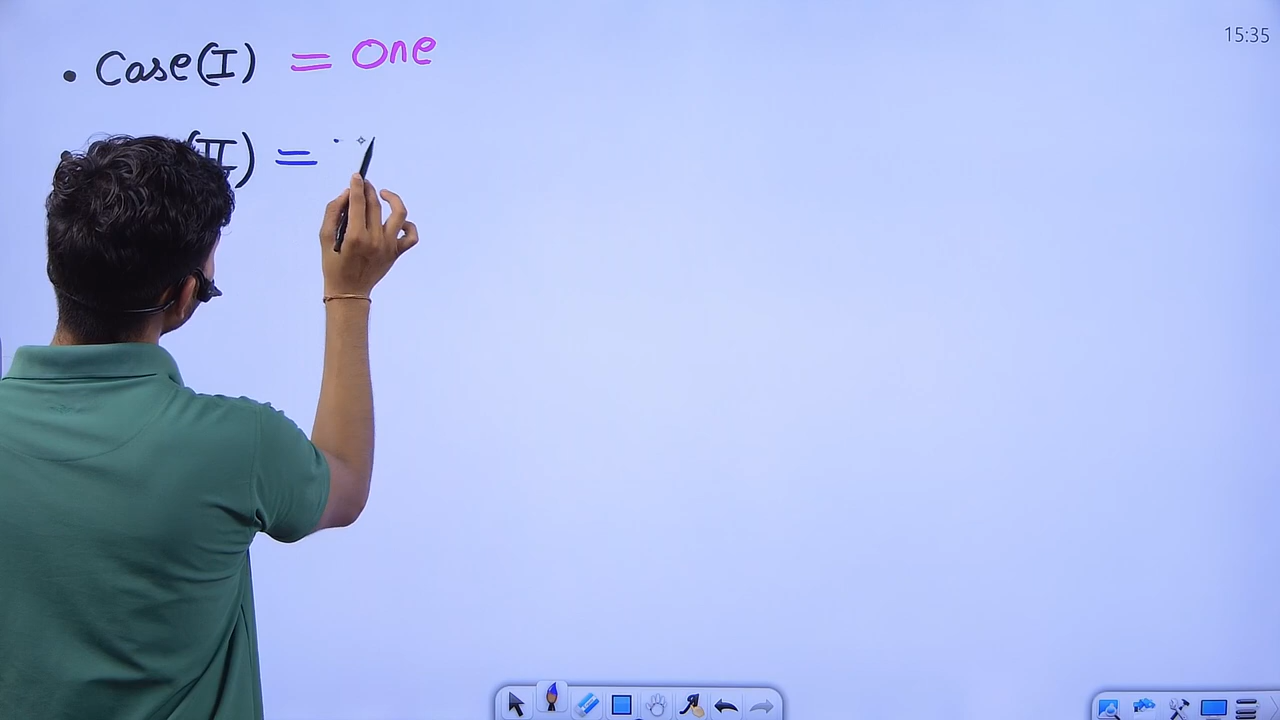 15:35
• Case(I) = One
(II) =